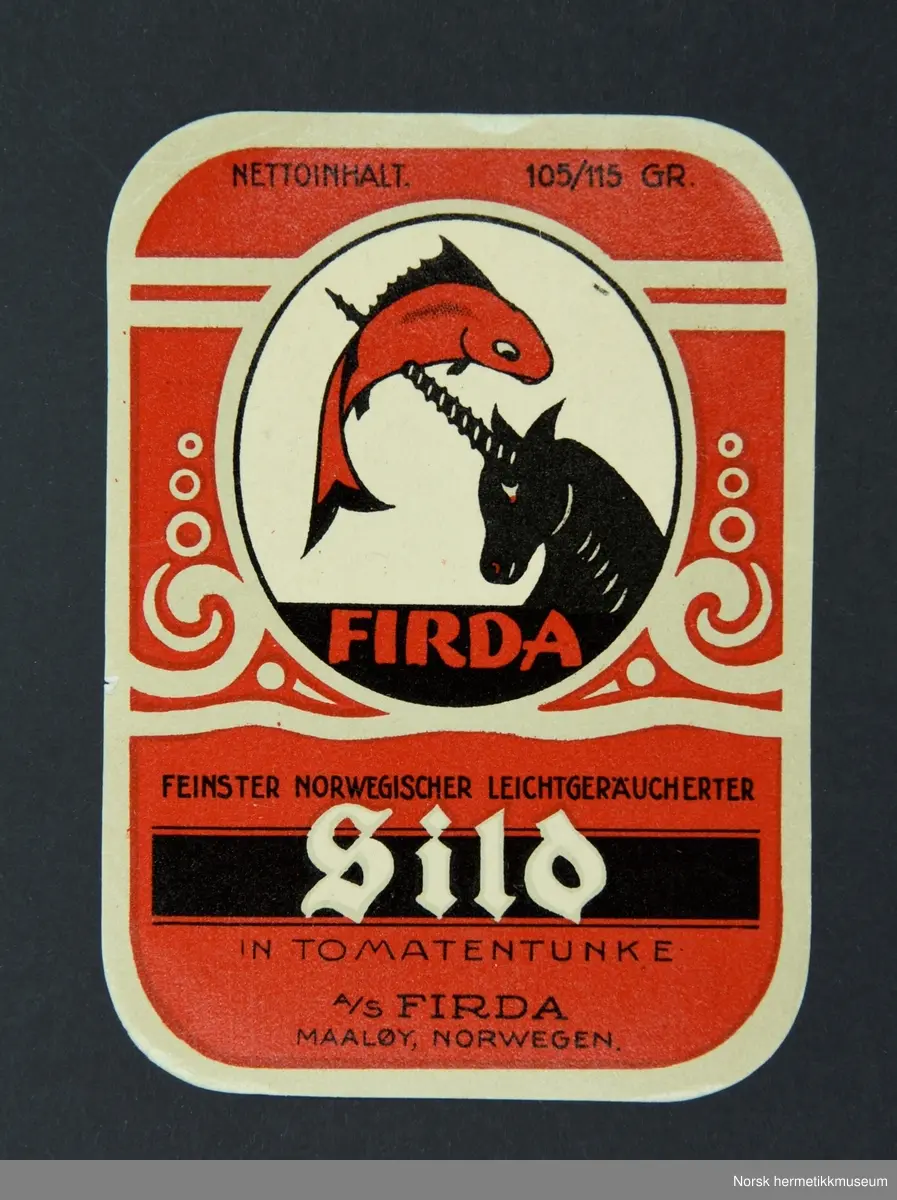 NETTOINHALT. 105/115 GR.
FIRDA
FEINSTER NORWEGISCHER LEICHTGERÄUCHERTER
Sild
IN TOMATENTUNKE
A/S FIRDA
MAALØY, NORWEGEN.
Norsk hermetikkmuseum